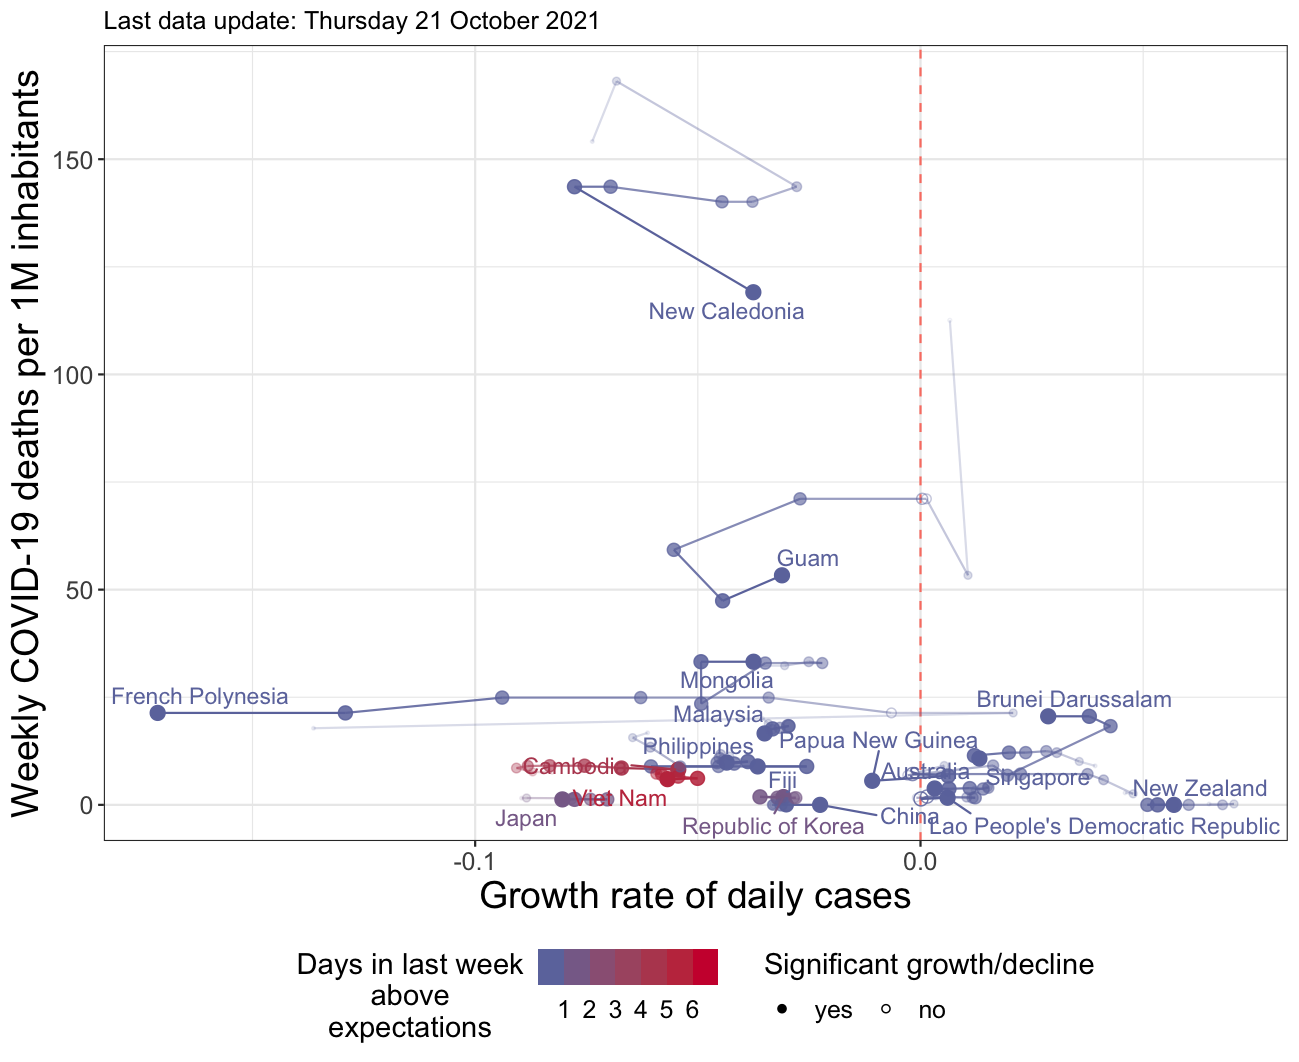 Last data update: Thursday 21 October 2021
Weekly COVID-19 deaths per 1M inhabitants
150
100
50
0
New Caledonia
Guam
Mongolia
French Polynesia
Brunei Darussalam
Malaysia
Papua New Guinea
Philippines
Cambodia
Australia
Singapore
Fiji
New Zealand
Viet Nam
Japan
China
Republic of Korea
Lao People's Democratic Republic
-0.1
0.0
Growth rate of daily cases
Days in last week
above
expectations
1 2 3 4 5 6
Significant growth/decline
yes
no